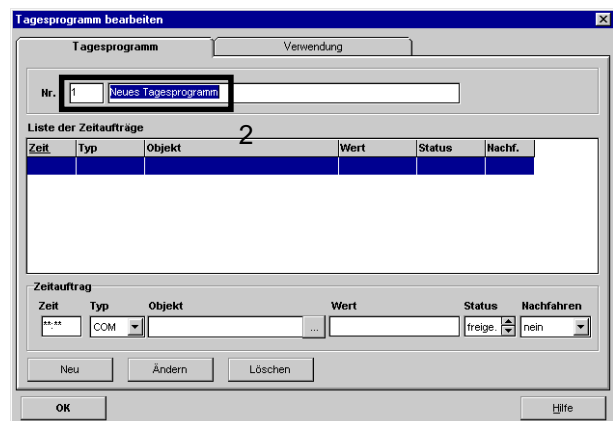 Tagesprogramm bearbeiten
Tagesprogramm Verwendung
Nr. 1 Neues Tagesprogramm
2
Liste der Zeitaufträge
Zeit Typ Objekt Wert Status Nachf.
Zeitauftrag
Zeit Typ Objekt Wert Status Nachfahren
**:** COM ... freige. nein
Neu Ändern Löschen
OK Hilfe